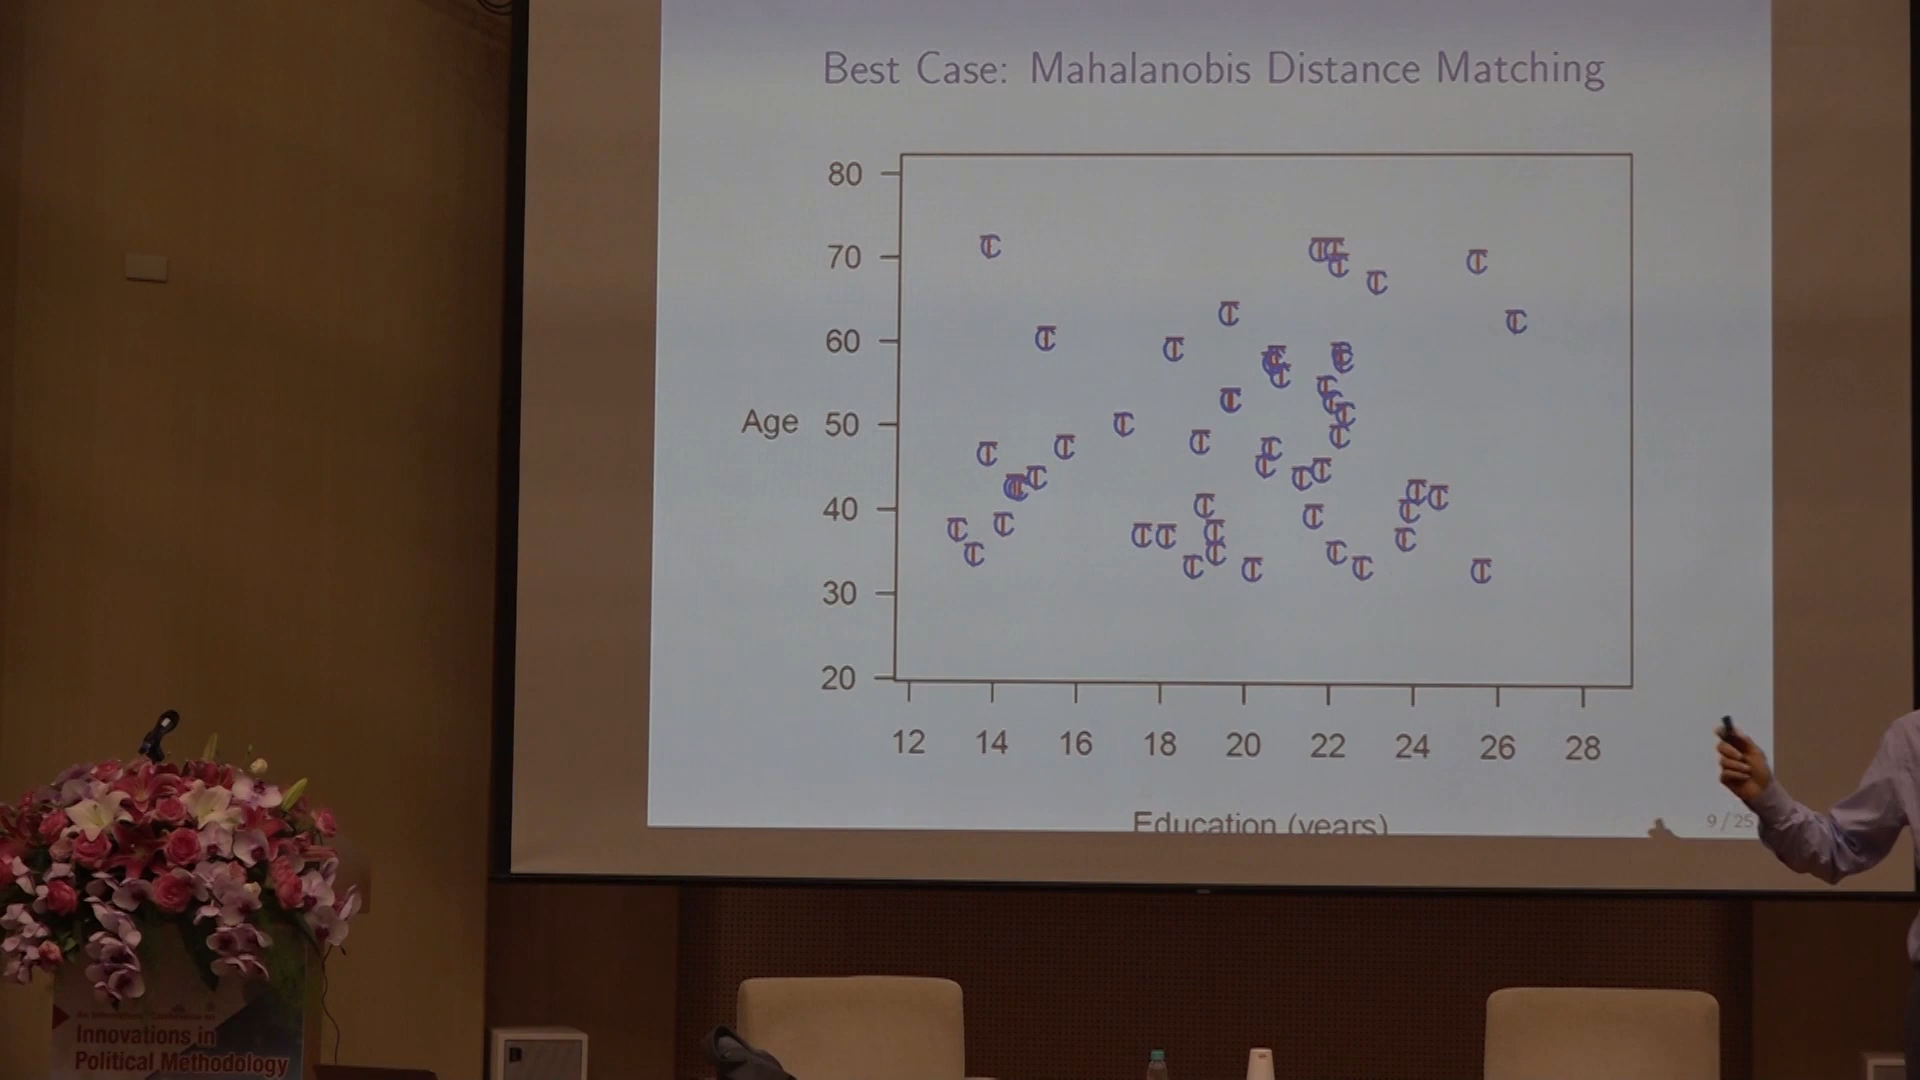 Best Case: Mahalanobis Distance Matching
80
70
60
Age 50
40
30
20
12 14 16 18 20 22 24 26 28
Education (years)
9 / 25
Innovations in
Political Methodology